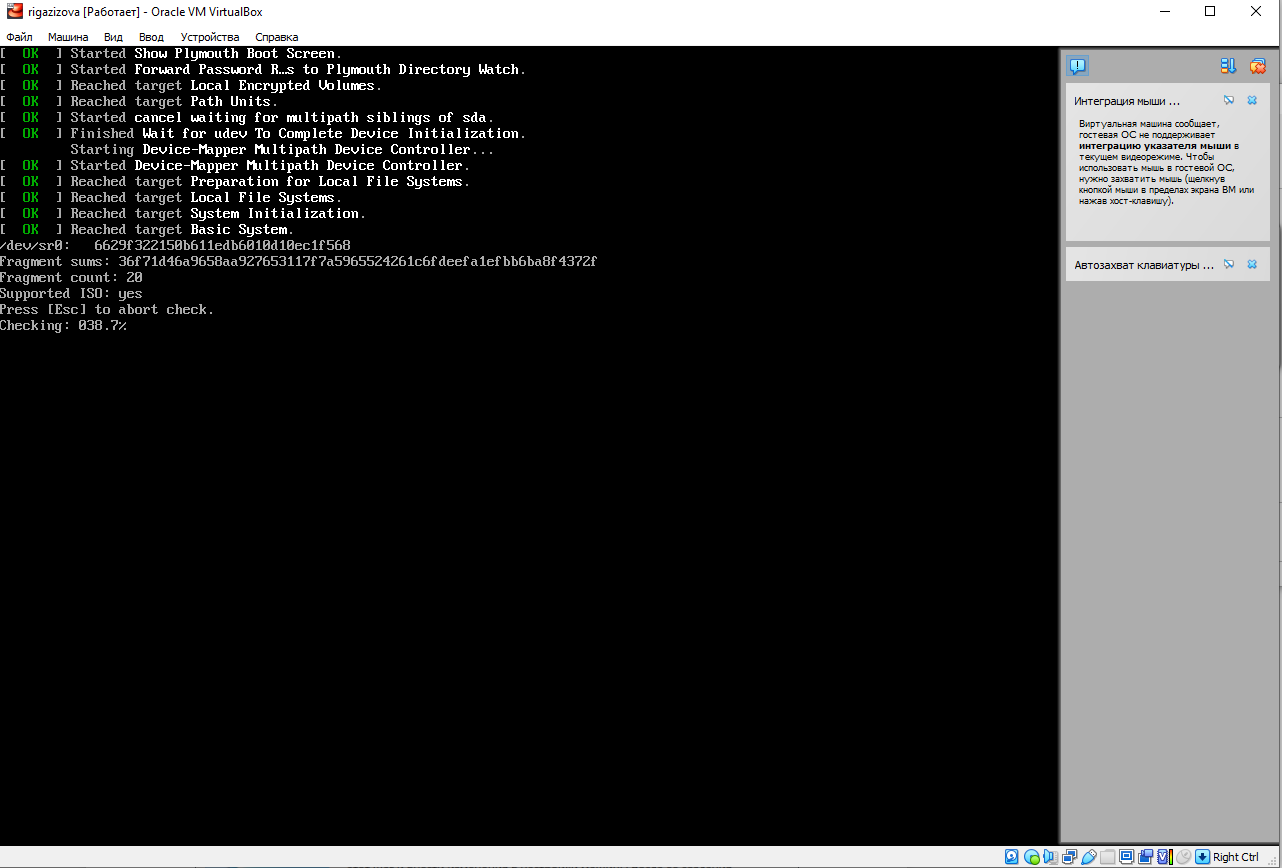 rigazizova [Работает] - Oracle VM VirtualBox
Файл Машина Вид Ввод Устройства Справка
[ OK ] Started Show Plymouth Boot Screen.
[ OK ] Started Forward Password R…s to Plymouth Directory Watch.
[ OK ] Reached target Local Encrypted Volumes.
[ OK ] Reached target Path Units.
[ OK ] Started cancel waiting for multipath siblings of sda.
[ OK ] Finished Wait for udev To Complete Device Initialization.
Starting Device-Mapper Multipath Device Controller...
[ OK ] Started Device-Mapper Multipath Device Controller.
[ OK ] Reached target Preparation for Local File Systems.
[ OK ] Reached target Local File Systems.
[ OK ] Reached target System Initialization.
[ OK ] Reached target Basic System.
/dev/sr0: 6629f322150b611edb6010d10ec1f568
Fragment sums: 36f71d46a9658aa927653117f7a5965524261c6fdeefa1efbb6ba8f4372f
Fragment count: 20
Supported ISO: yes
Press [Esc] to abort check.
Checking: 038.7%
Интеграция мыши ...
Виртуальная машина сообщает,
гостевая ОС не поддерживает
интеграцию указателя мыши в
текущем видеорежиме. Чтобы
использовать мышь в гостевой ОС,
нужно захватить мышь (щелкнув
кнопкой мыши в пределах экрана ВМ или
нажав хост-клавишу).
Автозахват клавиатуры ...
Right Ctrl